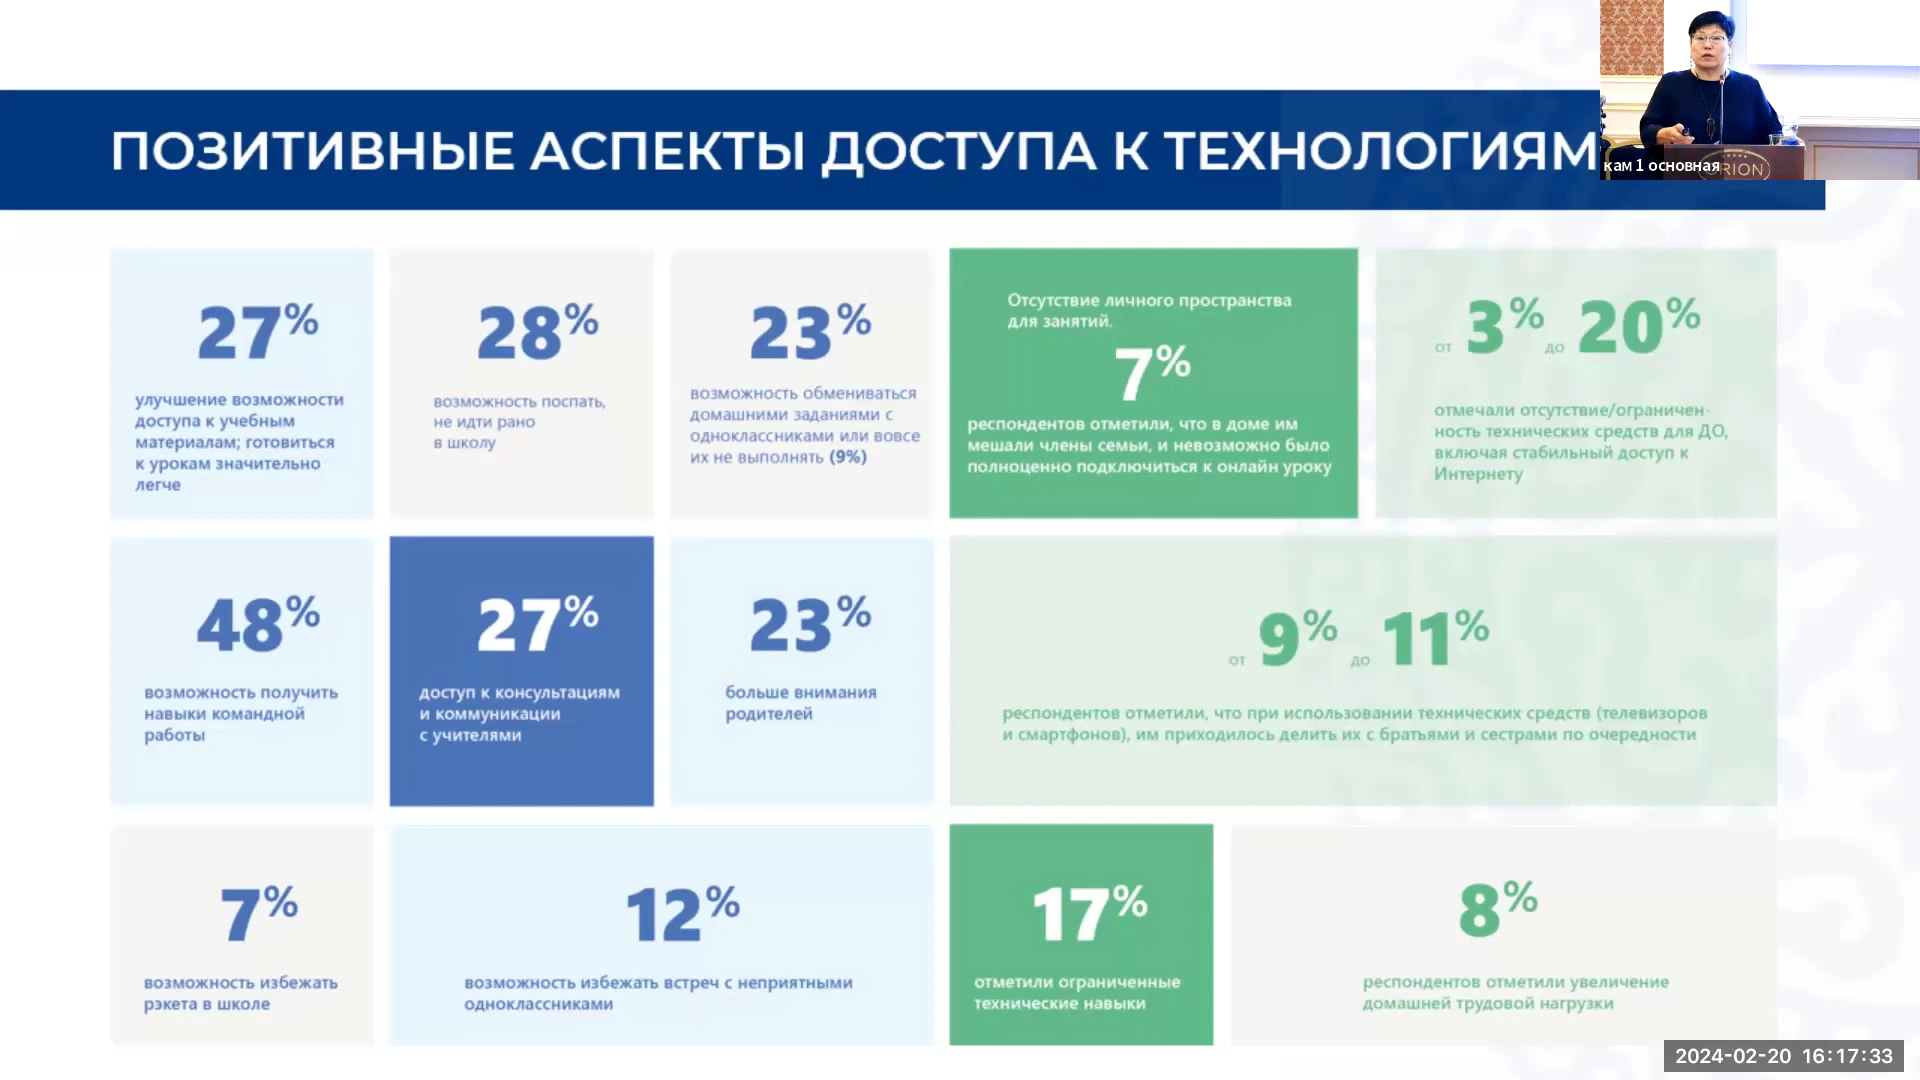 ПОЗИТИВНЫЕ АСПЕКТЫ ДОСТУПА К ТЕХНОЛОГИЯМ
кам 1 основная
ORION
27%
улучшение возможности
доступа к учебным
материалам; готовиться
к урокам значительно
легче
28%
возможность поспать,
не идти рано
в школу
23%
возможность обмениваться
домашними заданиями с
одноклассниками или вовсе
их не выполнять (9%)
Отсутствие личного пространства
для занятий.
7%
респондентов отметили, что в доме им
мешали члены семьи, и невозможно было
полноценно подключиться к онлайн уроку
от 3% до 20%
отмечали отсутствие/ограничен-
ность технических средств для ДО,
включая стабильный доступ к
Интернету
48%
возможность получить
навыки командной
работы
27%
доступ к консультациям
и коммуникации
с учителями
23%
больше внимания
родителей
от 9% до 11%
респондентов отметили, что при использовании технических средств (телевизоров
и смартфонов), им приходилось делить их с братьями и сестрами по очередности
7%
возможность избежать
рэкета в школе
12%
возможность избежать встреч с неприятными
одноклассниками
17%
отметили ограниченные
технические навыки
8%
респондентов отметили увеличение
домашней трудовой нагрузки
2024-02-20 16:17:33